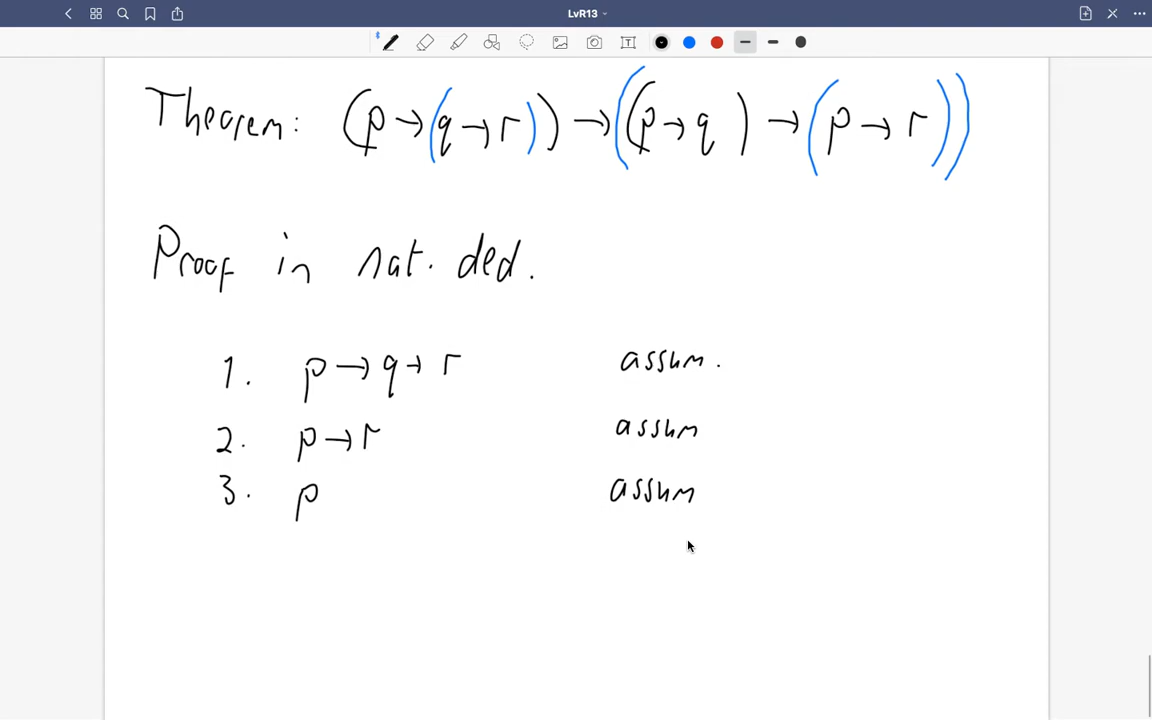 LvR13
Theorem: (p → (q → r)) → ((p → q) → (p → r))
Proof in nat. ded.
1. p → q → r assum.
2. p → r assum
3. p assum